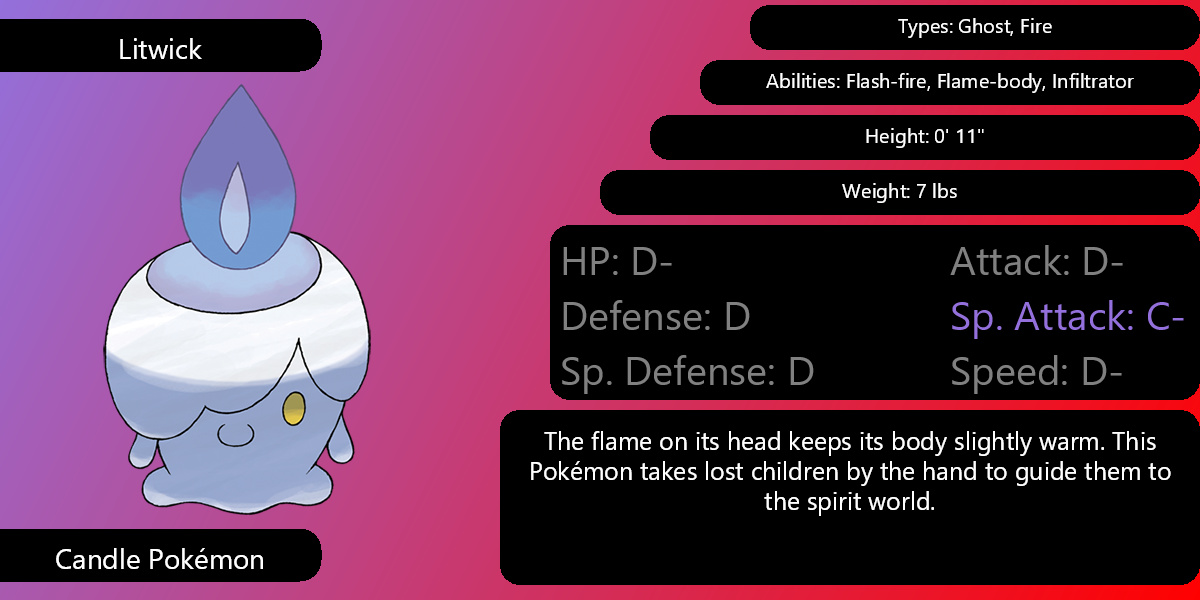 Litwick
Types: Ghost, Fire
Abilities: Flash-fire, Flame-body, Infiltrator
Height: 0' 11"
Weight: 7 lbs
HP: D-
Attack: D-
Defense: D
Sp. Attack: C-
Sp. Defense: D
Speed: D-
The flame on its head keeps its body slightly warm. This
Pokémon takes lost children by the hand to guide them to
the spirit world.
Candle Pokémon